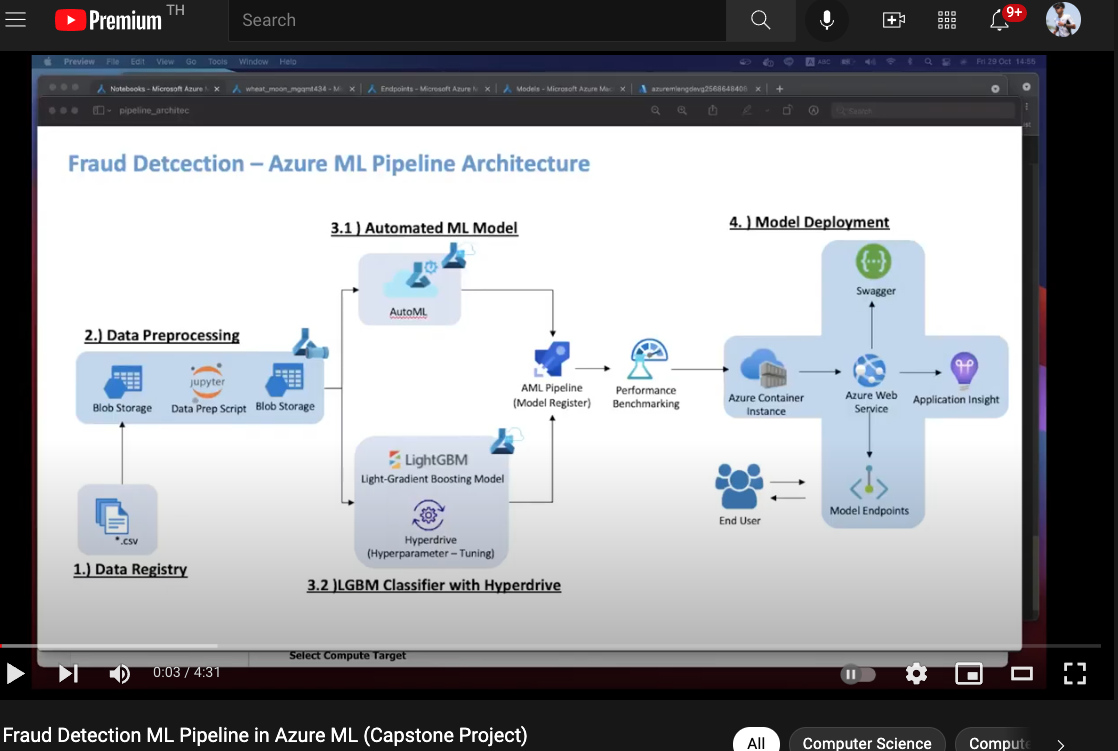 Premium TH
Search
9+
Preview File Edit View Go Tools Window Help
ABC
Fri 29 Oct 14:56
Notebooks - Microsoft Azure
wheat_moon_mgqrd434 - Mi
Endpoints - Microsoft Azure
Models - Microsoft Azure Ma
azuremlengdevg2568648408
pipeline_architec
Search
Fraud Detcection – Azure ML Pipeline Architecture
3.1 ) Automated ML Model
4. ) Model Deployment
Swagger
AutoML
2.) Data Preprocessing
jupyter
Blob Storage
Data Prep Script
Blob Storage
AML Pipeline
(Model Register)
Performance
Benchmarking
Azure Container
Instance
Azure Web
Service
Application Insight
LightGBM
Light-Gradient Boosting Model
Hyperdrive
(Hyperparameter – Tuning)
End User
Model Endpoints
*.csv
1.) Data Registry
3.2 )LGBM Classifier with Hyperdrive
Select Compute Target
0:03 / 4:31
Fraud Detection ML Pipeline in Azure ML (Capstone Project)
All
Computer Science
Comput